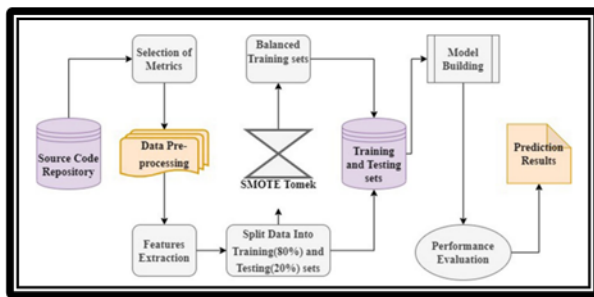 Source Code
Repository
Selection of
Metrics
Data Pre-
processing
Features
Extraction
Split Data Into
Training(80%) and
Testing(20%) sets
SMOTE Tomek
Balanced
Training sets
Training
and Testing
sets
Model
Building
Performance
Evaluation
Prediction
Results